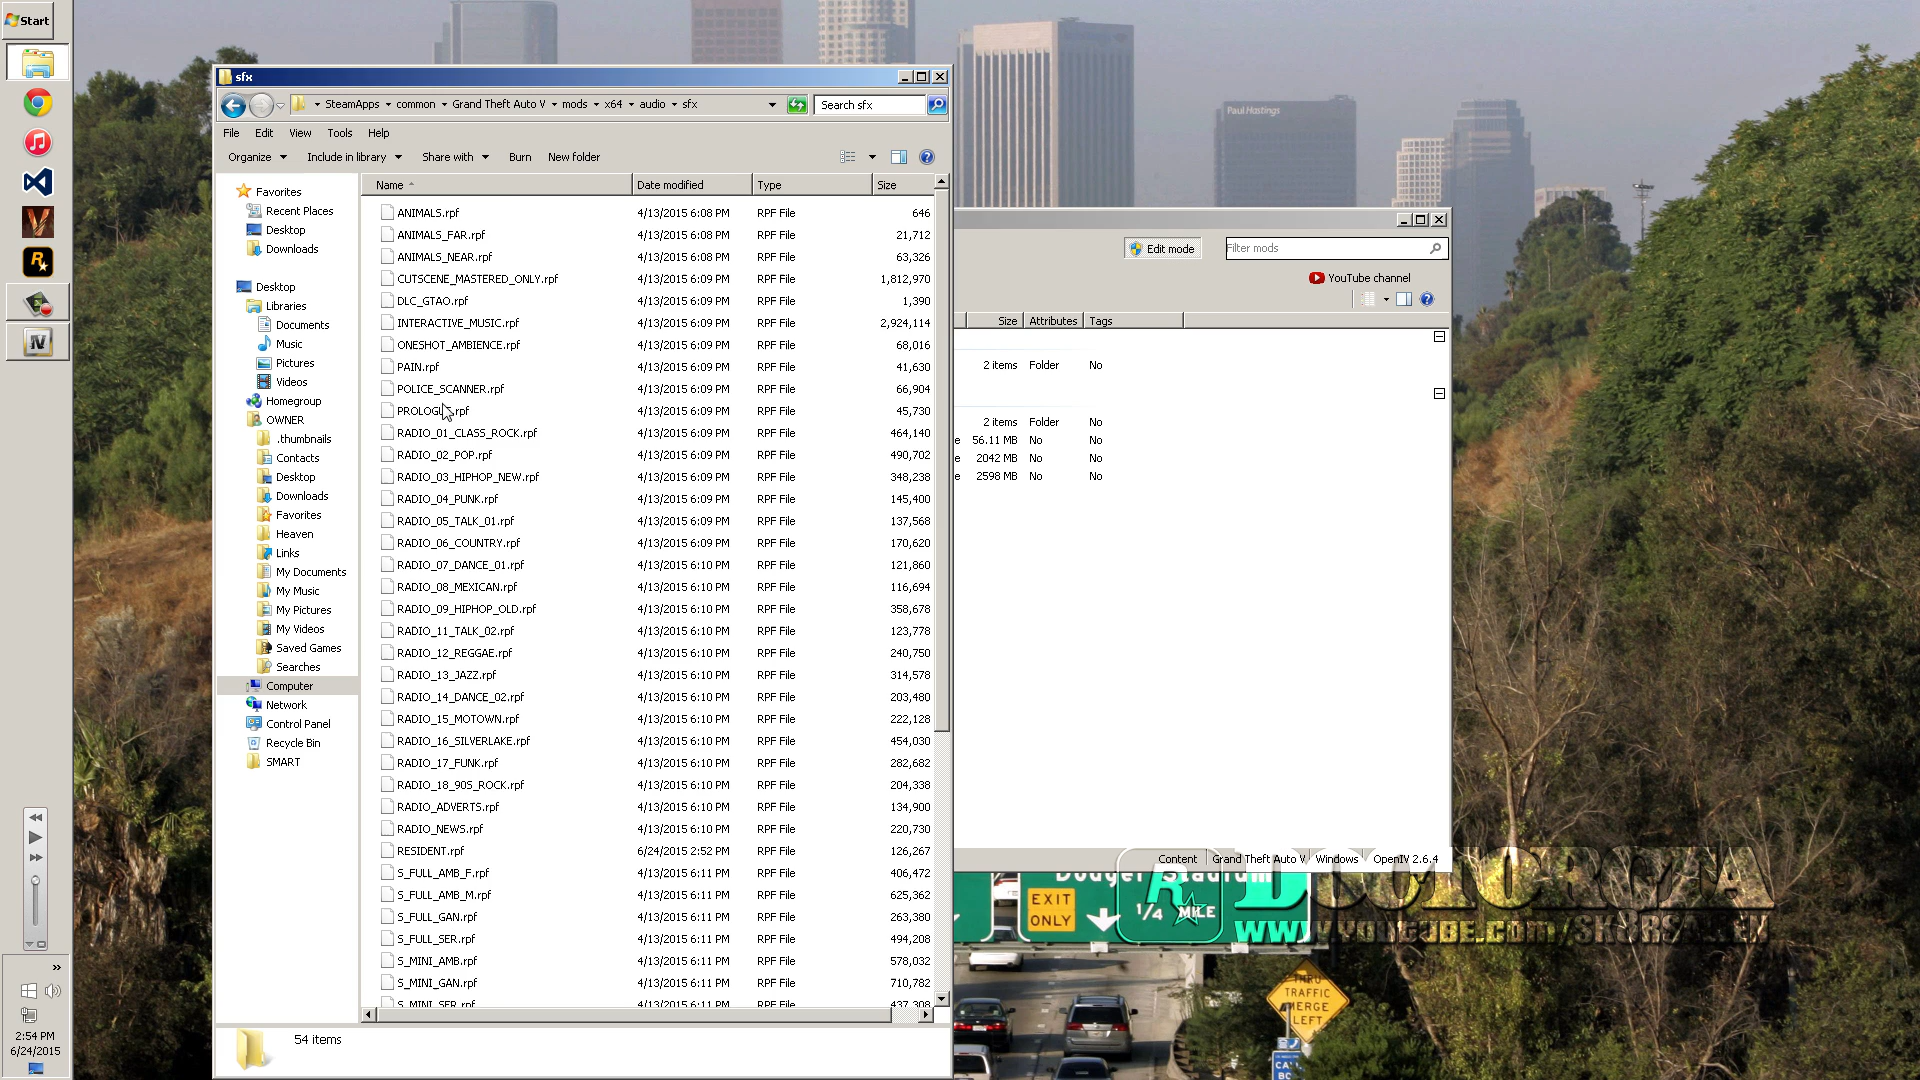 Start
sfx
SteamApps common Grand Theft Auto V mods x64 audio sfx
Search sfx
File Edit View Tools Help
Organize Include in library Share with Burn New folder
Name Date modified Type Size
Favorites
Recent Places
Desktop
Downloads
Desktop
Libraries
Documents
Music
Pictures
Videos
Homegroup
OWNER
.thumbnails
Contacts
Desktop
Downloads
Favorites
Heaven
Links
My Documents
My Music
My Pictures
My Videos
Saved Games
Searches
Computer
Network
Control Panel
Recycle Bin
SMART
ANIMALS.rpf 4/13/2015 6:08 PM RPF File 646
ANIMALS_FAR.rpf 4/13/2015 6:08 PM RPF File 21,712
ANIMALS_NEAR.rpf 4/13/2015 6:08 PM RPF File 63,326
CUTSCENE_MASTERED_ONLY.rpf 4/13/2015 6:09 PM RPF File 1,812,970
DLC_GTAO.rpf 4/13/2015 6:09 PM RPF File 1,390
INTERACTIVE_MUSIC.rpf 4/13/2015 6:09 PM RPF File 2,924,114
ONESHOT_AMBIENCE.rpf 4/13/2015 6:09 PM RPF File 68,016
PAIN.rpf 4/13/2015 6:09 PM RPF File 41,630
POLICE_SCANNER.rpf 4/13/2015 6:09 PM RPF File 66,904
PROLOGUE.rpf 4/13/2015 6:09 PM RPF File 45,730
RADIO_01_CLASS_ROCK.rpf 4/13/2015 6:09 PM RPF File 464,140
RADIO_02_POP.rpf 4/13/2015 6:09 PM RPF File 490,702
RADIO_03_HIPHOP_NEW.rpf 4/13/2015 6:09 PM RPF File 348,238
RADIO_04_PUNK.rpf 4/13/2015 6:09 PM RPF File 145,400
RADIO_05_TALK_01.rpf 4/13/2015 6:09 PM RPF File 137,568
RADIO_06_COUNTRY.rpf 4/13/2015 6:09 PM RPF File 170,620
RADIO_07_DANCE_01.rpf 4/13/2015 6:10 PM RPF File 121,860
RADIO_08_MEXICAN.rpf 4/13/2015 6:10 PM RPF File 116,694
RADIO_09_HIPHOP_OLD.rpf 4/13/2015 6:10 PM RPF File 358,678
RADIO_11_TALK_02.rpf 4/13/2015 6:10 PM RPF File 123,778
RADIO_12_REGGAE.rpf 4/13/2015 6:10 PM RPF File 240,750
RADIO_13_JAZZ.rpf 4/13/2015 6:10 PM RPF File 314,578
RADIO_14_DANCE_02.rpf 4/13/2015 6:10 PM RPF File 203,480
RADIO_15_MOTOWN.rpf 4/13/2015 6:10 PM RPF File 222,128
RADIO_16_SILVERLAKE.rpf 4/13/2015 6:10 PM RPF File 454,030
RADIO_17_FUNK.rpf 4/13/2015 6:10 PM RPF File 282,682
RADIO_18_90S_ROCK.rpf 4/13/2015 6:10 PM RPF File 204,338
RADIO_ADVERTS.rpf 4/13/2015 6:10 PM RPF File 134,900
RADIO_NEWS.rpf 4/13/2015 6:10 PM RPF File 220,730
RESIDENT.rpf 6/24/2015 2:52 PM RPF File 126,267
S_FULL_AMB_F.rpf 4/13/2015 6:11 PM RPF File 406,472
S_FULL_AMB_M.rpf 4/13/2015 6:11 PM RPF File 625,362
S_FULL_GAN.rpf 4/13/2015 6:11 PM RPF File 263,380
S_FULL_SER.rpf 4/13/2015 6:11 PM RPF File 494,208
S_MINI_AMB.rpf 4/13/2015 6:11 PM RPF File 578,032
S_MINI_GAN.rpf 4/13/2015 6:11 PM RPF File 710,782
S_MINI_SER.rpf 4/13/2015 6:11 PM RPF File 437,308
54 items
Edit mode
Filter mods
YouTube channel
Size Attributes Tags
2 items Folder No
2 items Folder No
e 56.11 MB No No
e 2042 MB No No
e 2598 MB No No
Content Grand Theft Auto V Windows OpenIV 2.6.4
Paul Hastings
Dodger Stadium
EXIT
ONLY
1/4 MILE
THRU
TRAFFIC
MERGE
LEFT
CALL
2:54 PM
6/24/2015